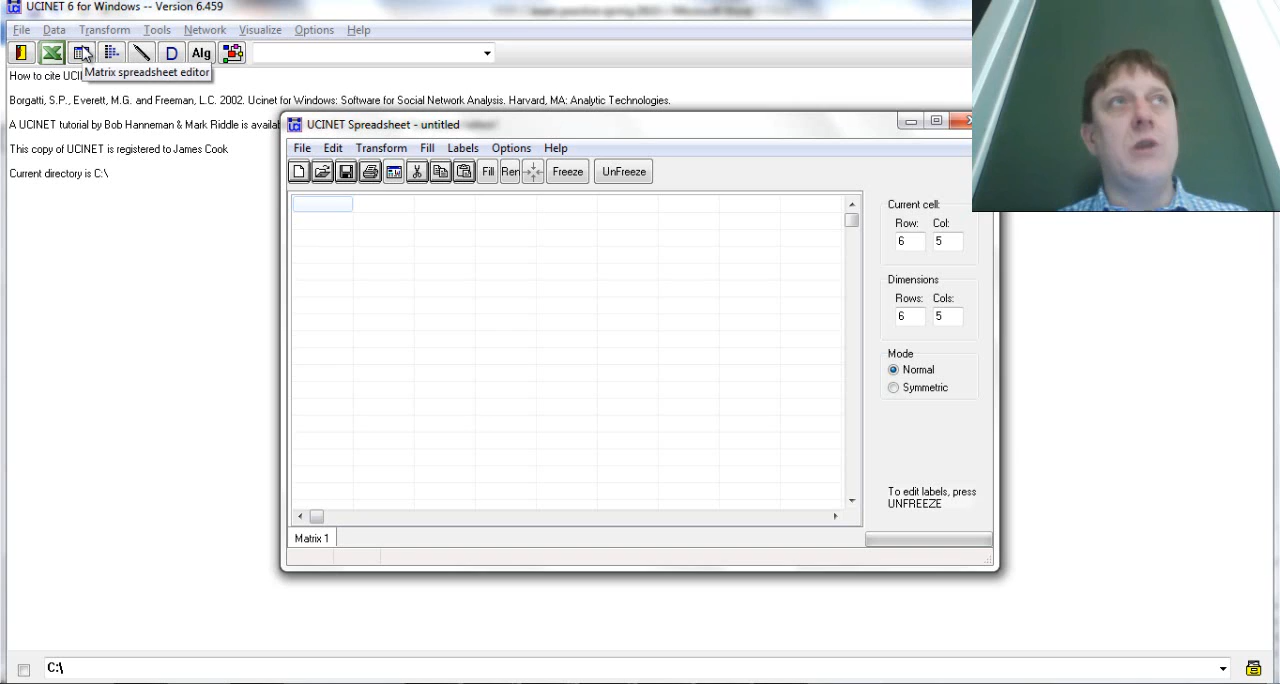 UCINET 6 for Windows -- Version 6.459
File Data Transform Tools Network Visualize Options Help
D Alg
Matrix spreadsheet editor
How to cite UCI
Borgatti, S.P., Everett, M.G. and Freeman, L.C. 2002. Ucinet for Windows: Software for Social Network Analysis. Harvard, MA: Analytic Technologies.
A UCINET tutorial by Bob Hanneman & Mark Riddle is availal
This copy of UCINET is registered to James Cook
Current directory is C:\
UCINET Spreadsheet - untitled
File Edit Transform Fill Labels Options Help
Fill Ren Freeze UnFreeze
Current cell:
Row: Col:
6 5
Dimensions
Rows: Cols:
6 5
Mode
Normal
Symmetric
To edit labels, press
UNFREEZE
Matrix 1
C:\